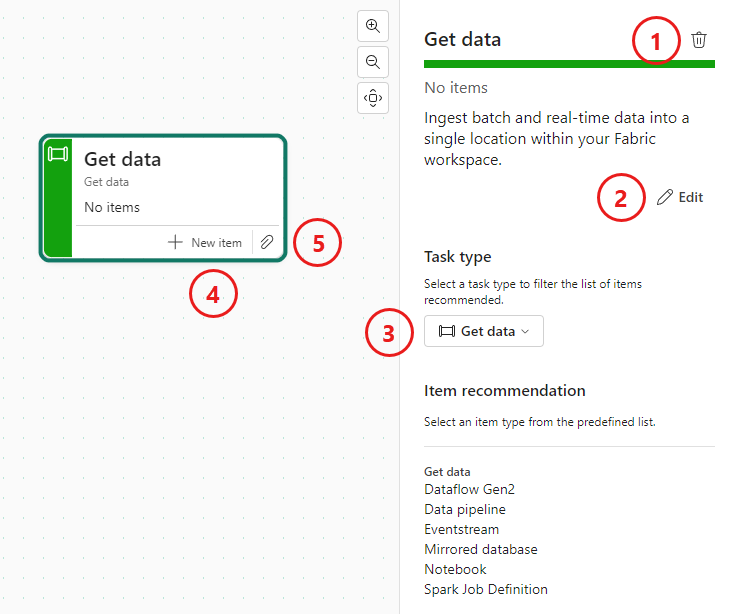 Get data
Get data
No items
New item
5
4
Get data
1
No items
Ingest batch and real-time data into a
single location within your Fabric
workspace.
2
Edit
Task type
Select a task type to filter the list of items
recommended.
3
Get data
Item recommendation
Select an item type from the predefined list.
Get data
Dataflow Gen2
Data pipeline
Eventstream
Mirrored database
Notebook
Spark Job Definition